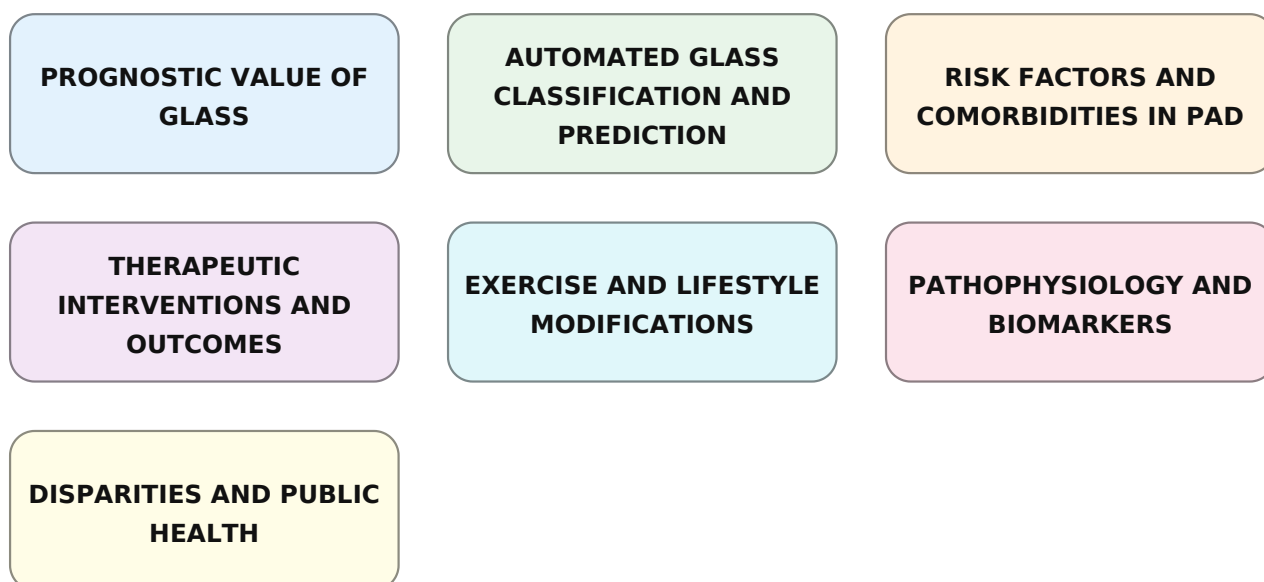 PROGNOSTIC VALUE OF
GLASS
AUTOMATED GLASS
CLASSIFICATION AND
PREDICTION
RISK FACTORS AND
COMORBIDITIES IN PAD
THERAPEUTIC
INTERVENTIONS AND
OUTCOMES
EXERCISE AND LIFESTYLE
MODIFICATIONS
PATHOPHYSIOLOGY AND
BIOMARKERS
DISPARITIES AND PUBLIC
HEALTH